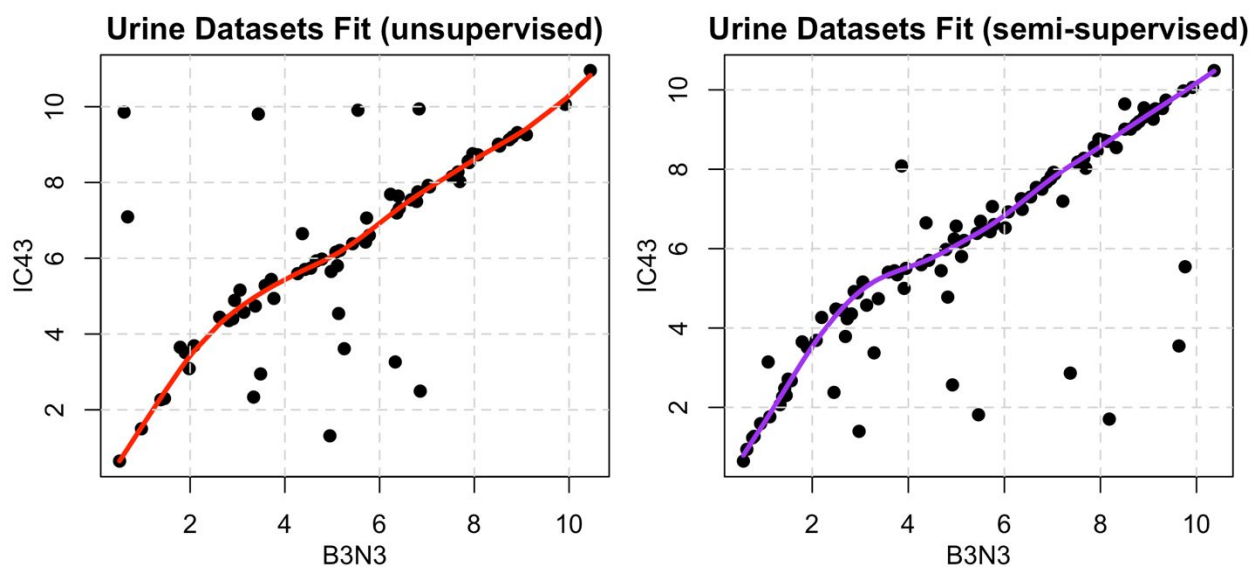 Urine Datasets Fit (unsupervised)
10
8
6
4
2
IC43
2 4 6 8 10
B3N3
Urine Datasets Fit (semi-supervised)
10
8
6
4
2
IC43
2 4 6 8 10
B3N3